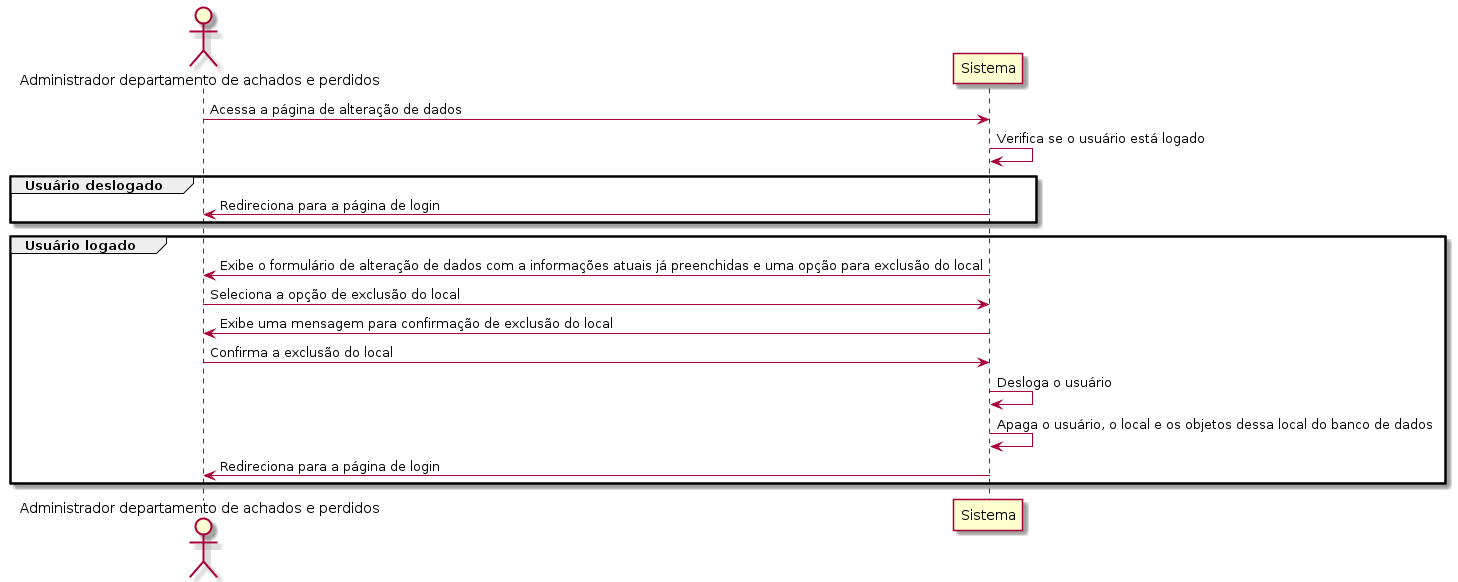 Administrador departamento de achados e perdidos
Sistema
Acessa a página de alteração de dados
Verifica se o usuário está logado
Usuário deslogado
Redireciona para a página de login
Usuário logado
Exibe o formulário de alteração de dados com a informações atuais já preenchidas e uma opção para exclusão do local
Seleciona a opção de exclusão do local
Exibe uma mensagem para confirmação de exclusão do local
Confirma a exclusão do local
Desloga o usuário
Apaga o usuário, o local e os objetos dessa local do banco de dados
Redireciona para a página de login
Administrador departamento de achados e perdidos
Sistema